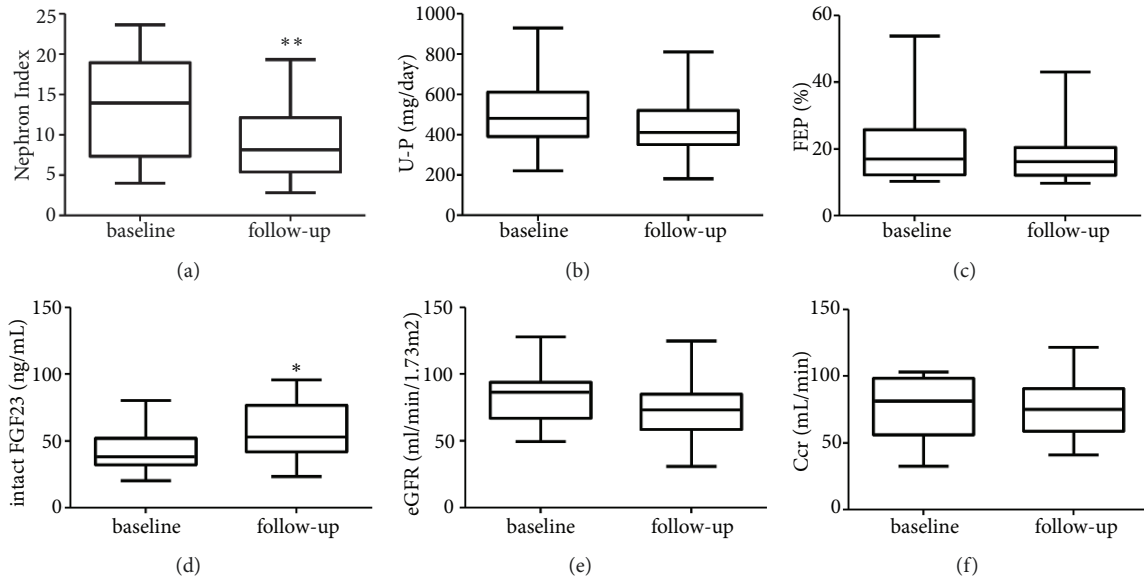 Nephron Index
25
20
15
10
5
0
**
baseline follow-up
(a)
U-P (mg/day)
1000
800
600
400
200
0
baseline follow-up
(b)
FEP (%)
60
40
20
0
baseline follow-up
(c)
intact FGF23 (ng/mL)
150
100
50
0
*
baseline follow-up
(d)
eGFR (ml/min/1.73m2)
150
100
50
0
baseline follow-up
(e)
Ccr (mL/min)
150
100
50
0
baseline follow-up
(f)